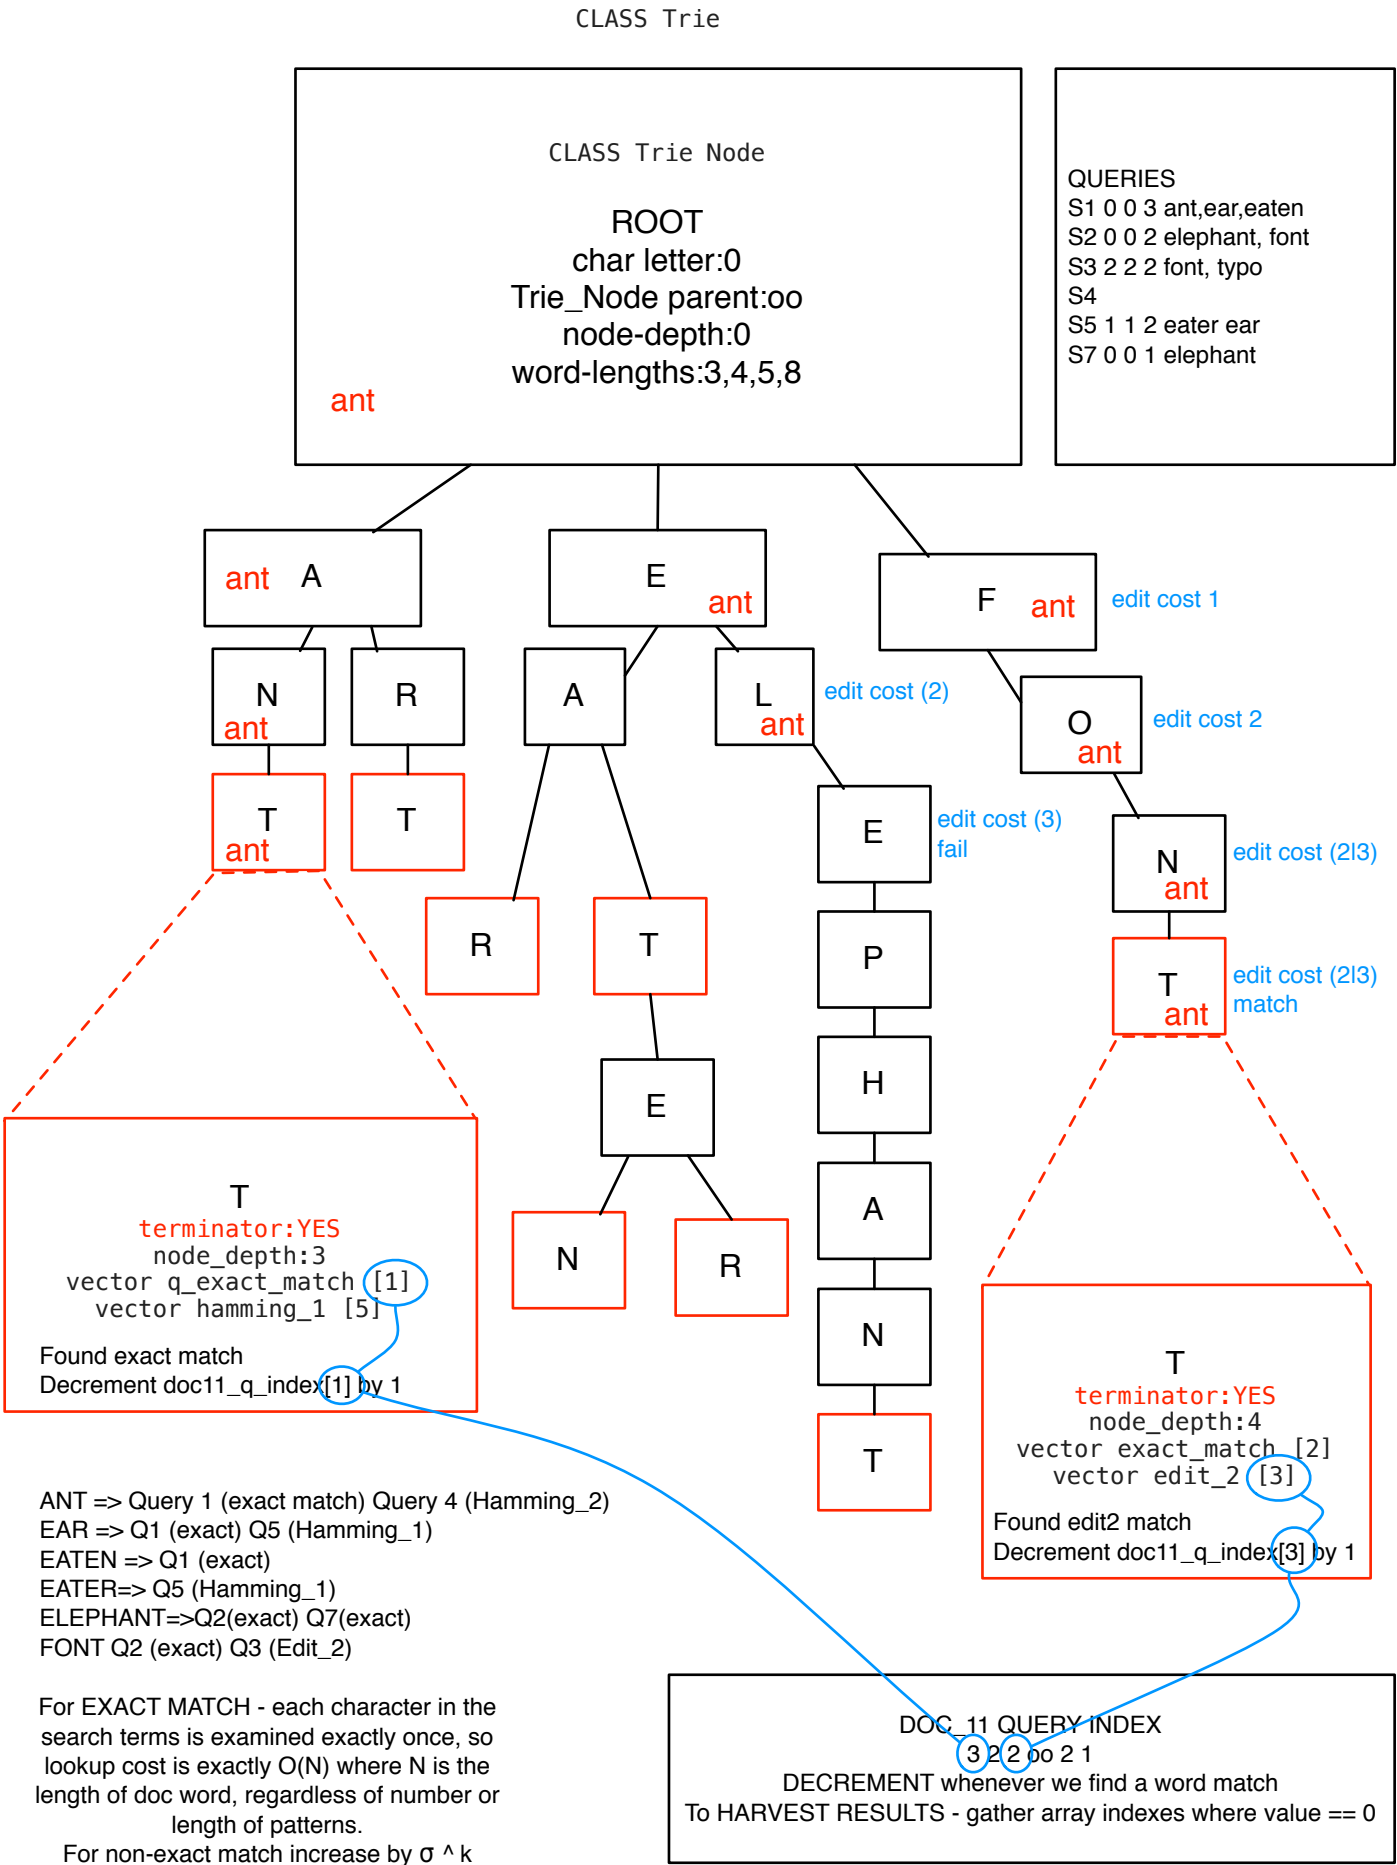 CLASS Trie
CLASS Trie Node
ROOT
char letter:0
Trie_Node parent:oo
node-depth:0
word-lengths:3,4,5,8
ant
QUERIES
S1 0 0 3 ant,ear,eaten
S2 0 0 2 elephant, font
S3 2 2 2 font, typo
S4
S5 1 1 2 eater ear
S7 0 0 1 elephant
ant A
E
ant
F ant
edit cost 1
N
ant
R
A
L
ant
edit cost (2)
O
ant
edit cost 2
T
ant
T
E
edit cost (3)
fail
N
ant
edit cost (2|3)
R
T
P
T
ant
edit cost (2|3)
match
E
H
N
R
A
N
T
T
terminator:YES
node_depth:3
vector q_exact_match [1]
vector hamming_1 [5]
Found exact match
Decrement doc11_q_index[1] by 1
T
terminator:YES
node_depth:4
vector exact_match [2]
vector edit_2 [3]
Found edit2 match
Decrement doc11_q_index[3] by 1
ANT => Query 1 (exact match) Query 4 (Hamming_2)
EAR => Q1 (exact) Q5 (Hamming_1)
EATEN => Q1 (exact)
EATER=> Q5 (Hamming_1)
ELEPHANT=>Q2(exact) Q7(exact)
FONT Q2 (exact) Q3 (Edit_2)
For EXACT MATCH - each character in the
search terms is examined exactly once, so
lookup cost is exactly O(N) where N is the
length of doc word, regardless of number or
length of patterns.
For non-exact match increase by σ ^ k
DOC_11 QUERY INDEX
3 2 2 oo 2 1
DECREMENT whenever we find a word match
To HARVEST RESULTS - gather array indexes where value == 0